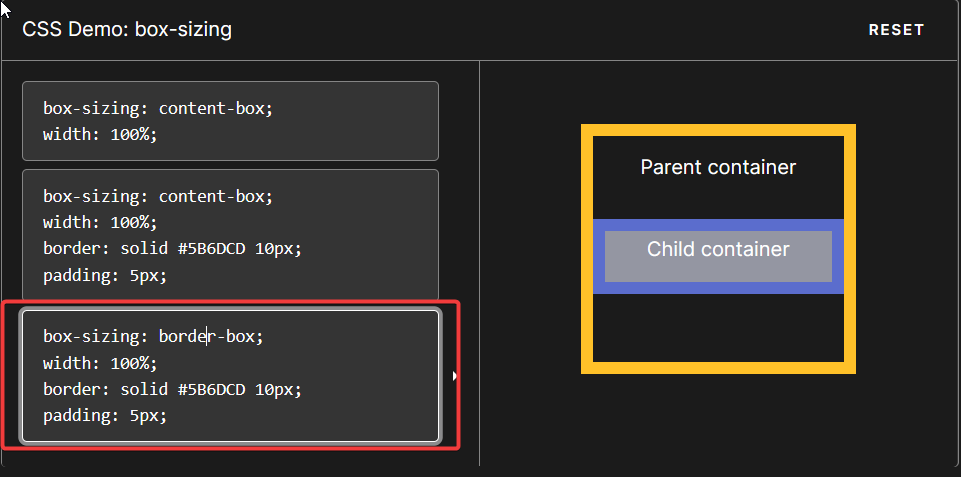 CSS Demo: box-sizing
RESET
box-sizing: content-box;
width: 100%;
box-sizing: content-box;
width: 100%;
border: solid #5B6DCD 10px;
padding: 5px;
box-sizing: border-box;
width: 100%;
border: solid #5B6DCD 10px;
padding: 5px;
Parent container
Child container